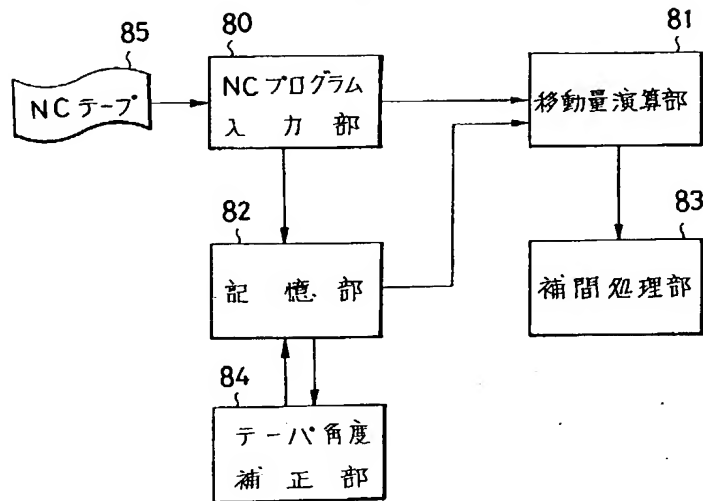 85
NCテープ
80
NCプログラム
入力部
81
移動量演算部
82
記憶部
83
補間処理部
84
テーパ角度
補正部